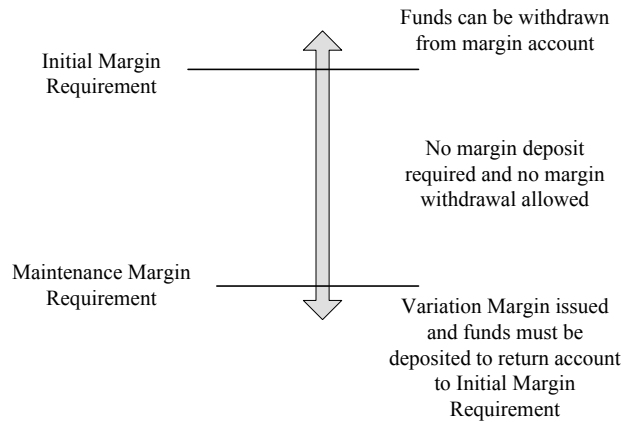 Funds can be withdrawn
from margin account
Initial Margin
Requirement
No margin deposit
required and no margin
withdrawal allowed
Maintenance Margin
Requirement
Variation Margin issued
and funds must be
deposited to return account
to Initial Margin
Requirement